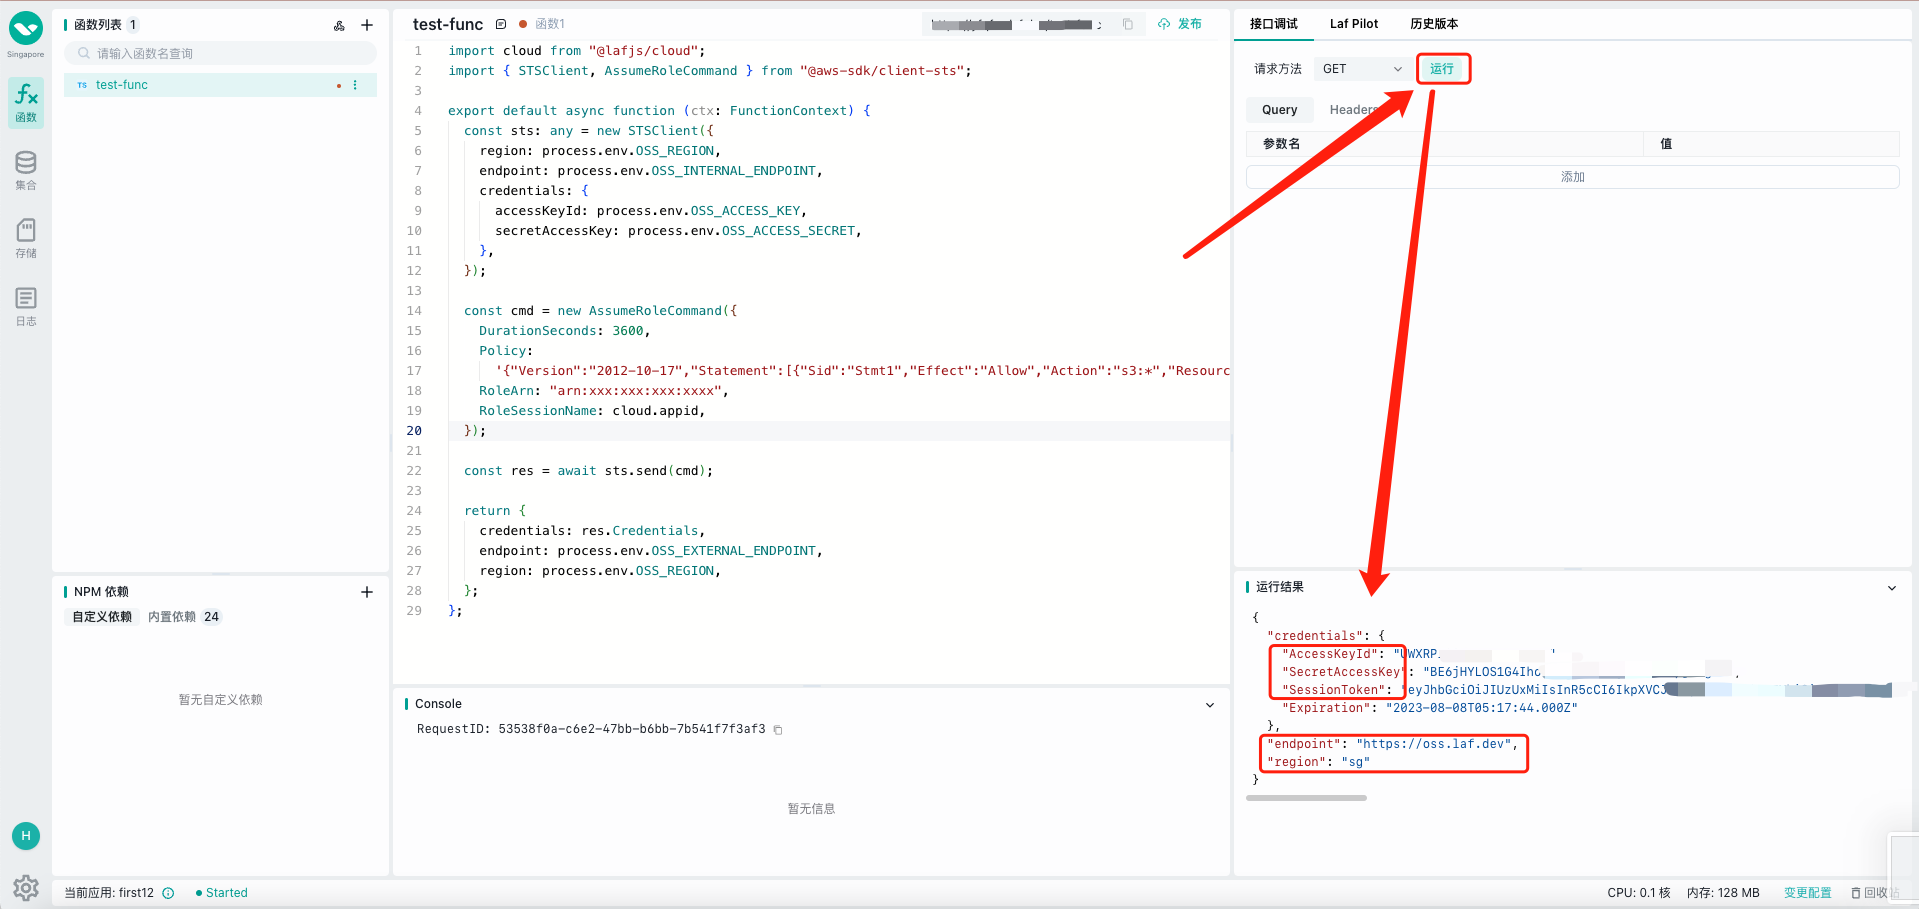 Singapore
函数
集合
存储
日志
H
函数列表 1
请输入函数名查询
TS test-func
NPM 依赖
自定义依赖 内置依赖 24
暂无自定义依赖
test-func 函数1
发布
1 import cloud from "@lafjs/cloud";
2 import { STSClient, AssumeRoleCommand } from "@aws-sdk/client-sts";
3
4 export default async function (ctx: FunctionContext) {
5 const sts: any = new STSClient({
6 region: process.env.OSS_REGION,
7 endpoint: process.env.OSS_INTERNAL_ENDPOINT,
8 credentials: {
9 accessKeyId: process.env.OSS_ACCESS_KEY,
10 secretAccessKey: process.env.OSS_ACCESS_SECRET,
11 },
12 });
13
14 const cmd = new AssumeRoleCommand({
15 DurationSeconds: 3600,
16 Policy:
17 '{"Version":"2012-10-17","Statement":[{"Sid":"Stmt1","Effect":"Allow","Action":"s3:*","Resourc
18 RoleArn: "arn:xxx:xxx:xxx:xxxx",
19 RoleSessionName: cloud.appid,
20 });
21
22 const res = await sts.send(cmd);
23
24 return {
25 credentials: res.Credentials,
26 endpoint: process.env.OSS_EXTERNAL_ENDPOINT,
27 region: process.env.OSS_REGION,
28 };
29 };
Console
RequestID: 53538f0a-c6e2-47bb-b6bb-7b541f7f3af3
暂无信息
接口调试 Laf Pilot 历史版本
请求方法 GET 运行
Query Headers
参数名 值
添加
运行结果
{
"credentials": {
"AccessKeyId": "UWXRP
"SecretAccessKey": "BE6jHYLOS1G4Iho
"SessionToken": "eyJhbGciOiJIUzUxMiIsInR5cCI6IkpXVCJ
"Expiration": "2023-08-08T05:17:44.000Z"
},
"endpoint": "https://oss.laf.dev",
"region": "sg"
}
当前应用: first12 Started
CPU: 0.1 核 内存: 128 MB 变更配置 回收站